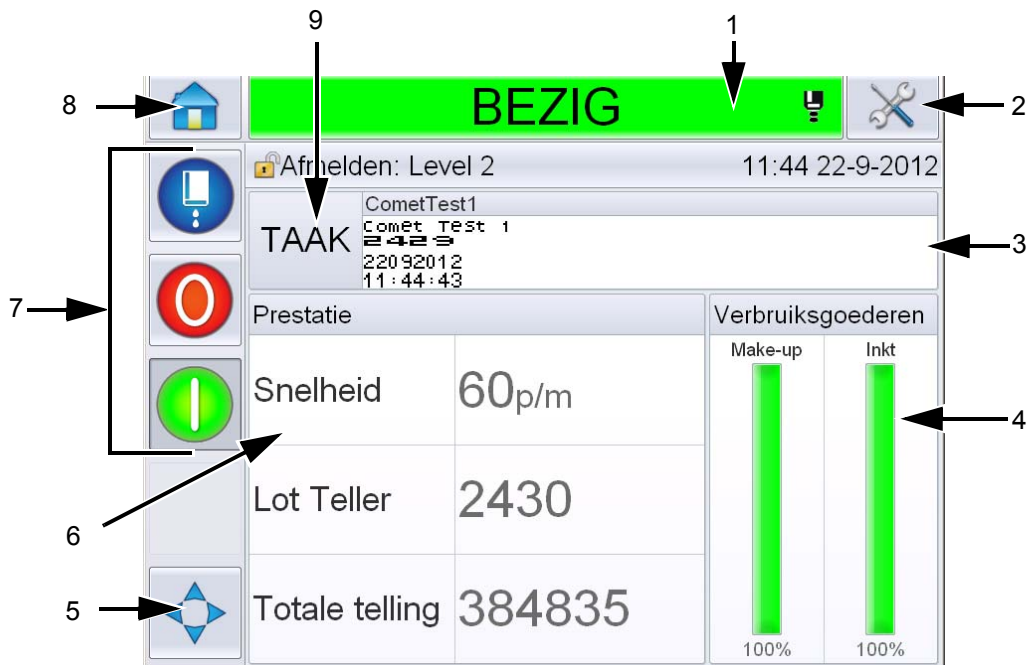 9
1
8
BEZIG
2
Afmelden: Level 2
11:44 22-9-2012
CometTest1
TAAK
Comet Test 1
2429
22092012
11:44:43
3
7
Prestatie
Verbruiksgoederen
Make-up
Inkt
Snelheid
60p/m
4
6
Lot Teller
2430
5
Totale telling
384835
100%
100%